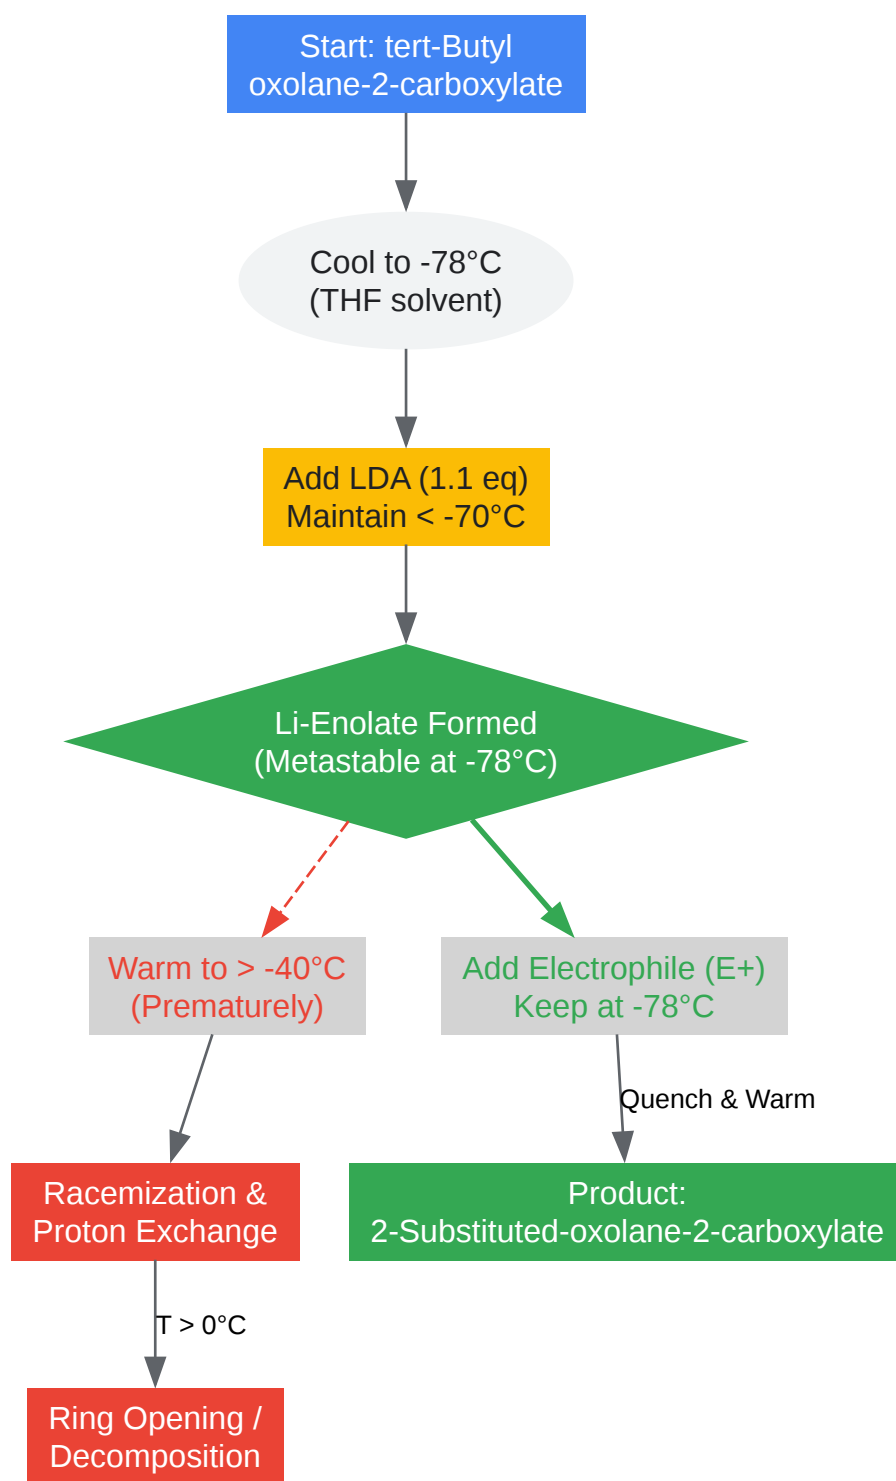 Start: tert-Butyl
oxolane-2-carboxylate
Cool to -78°C
(THF solvent)
Add LDA (1.1 eq)
Maintain < -70°C
Li-Enolate Formed
(Metastable at -78°C)
Warm to > -40°C
(Prematurely)
Add Electrophile (E+)
Keep at -78°C
Quench & Warm
Racemization &
Proton Exchange
Product:
2-Substituted-oxolane-2-carboxylate
T > 0°C
Ring Opening /
Decomposition